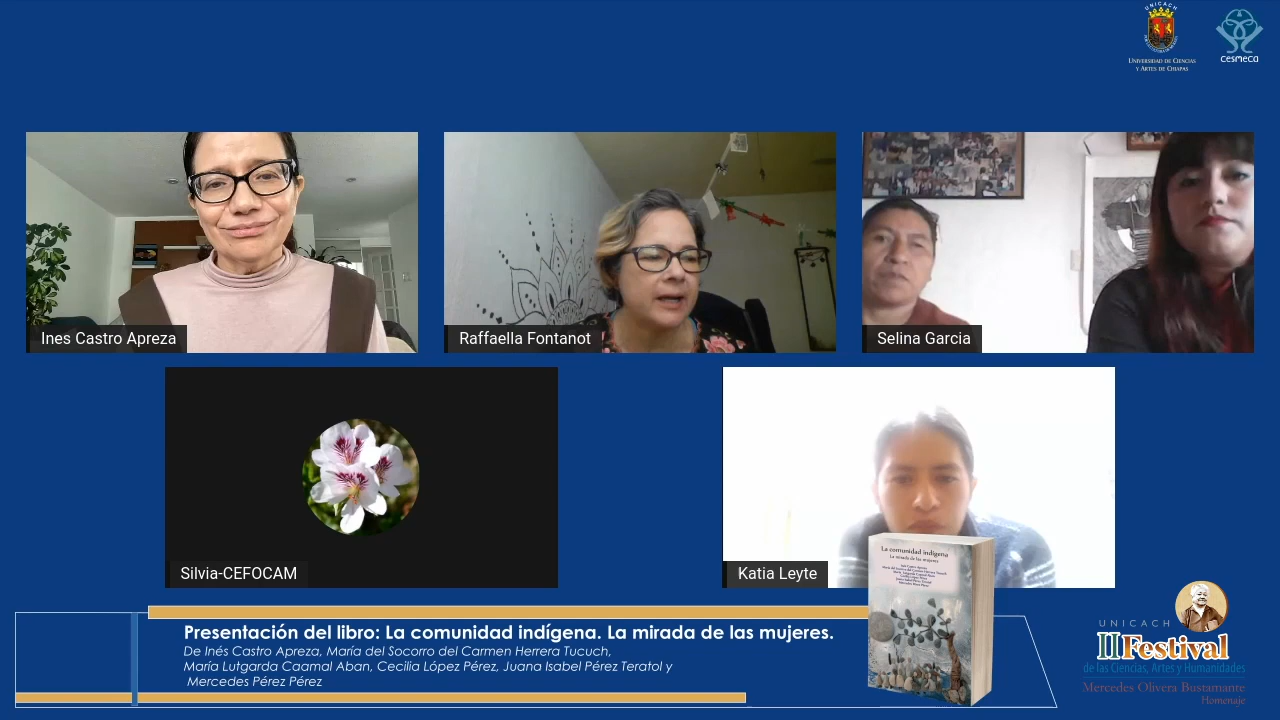 UNICACH
UNIVERSIDAD DE CIENCIAS
Y ARTES DE CHIAPAS
cesmeca
Ines Castro Apreza
Raffaella Fontanot
Selina Garcia
Silvia-CEFOCAM
Katia Leyte
La comunidad indígena
La mirada de las mujeres
Presentación del libro: La comunidad indígena. La mirada de las mujeres.
De Inés Castro Apreza, María del Socorro del Carmen Herrera Tucuch,
María Lutgarda Caamal Aban, Cecilia López Pérez, Juana Isabel Pérez Teratol y
Mercedes Pérez Pérez
UNICACH
II Festival
de las Ciencias, Artes y Humanidades
Mercedes Olivera Bustamante
Homenaje